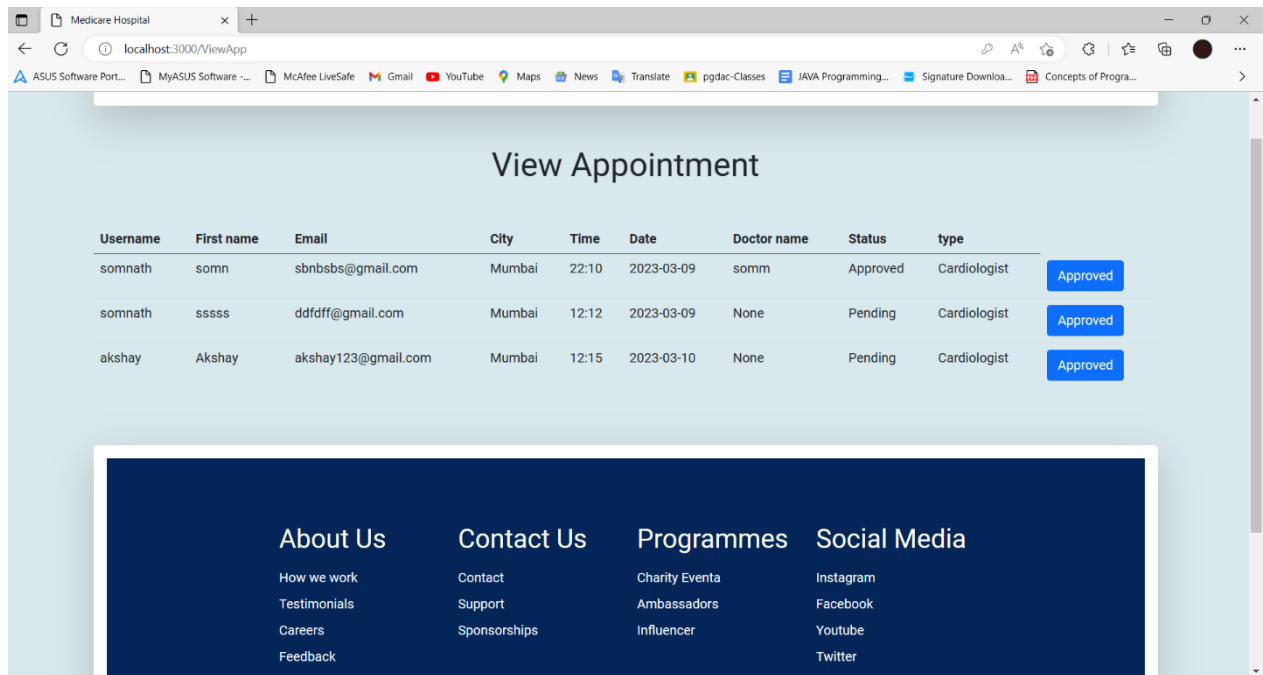 Medicare Hospital
localhost:3000/ViewApp
ASUS Software Port... MyASUS Software -... McAfee LiveSafe Gmail YouTube Maps News Translate pgdac-Classes JAVA Programming... Signature Downloa... Concepts of Progra...
View Appointment
Username First name Email City Time Date Doctor name Status type
somnath somn sbnbsbs@gmail.com Mumbai 22:10 2023-03-09 somm Approved Cardiologist Approved
somnath sssss ddfdff@gmail.com Mumbai 12:12 2023-03-09 None Pending Cardiologist Approved
akshay Akshay akshay123@gmail.com Mumbai 12:15 2023-03-10 None Pending Cardiologist Approved
About Us Contact Us Programmes Social Media
How we work Contact Charity Eventa Instagram
Testimonials Support Ambassadors Facebook
Careers Sponsorships Influencer Youtube
Feedback Twitter